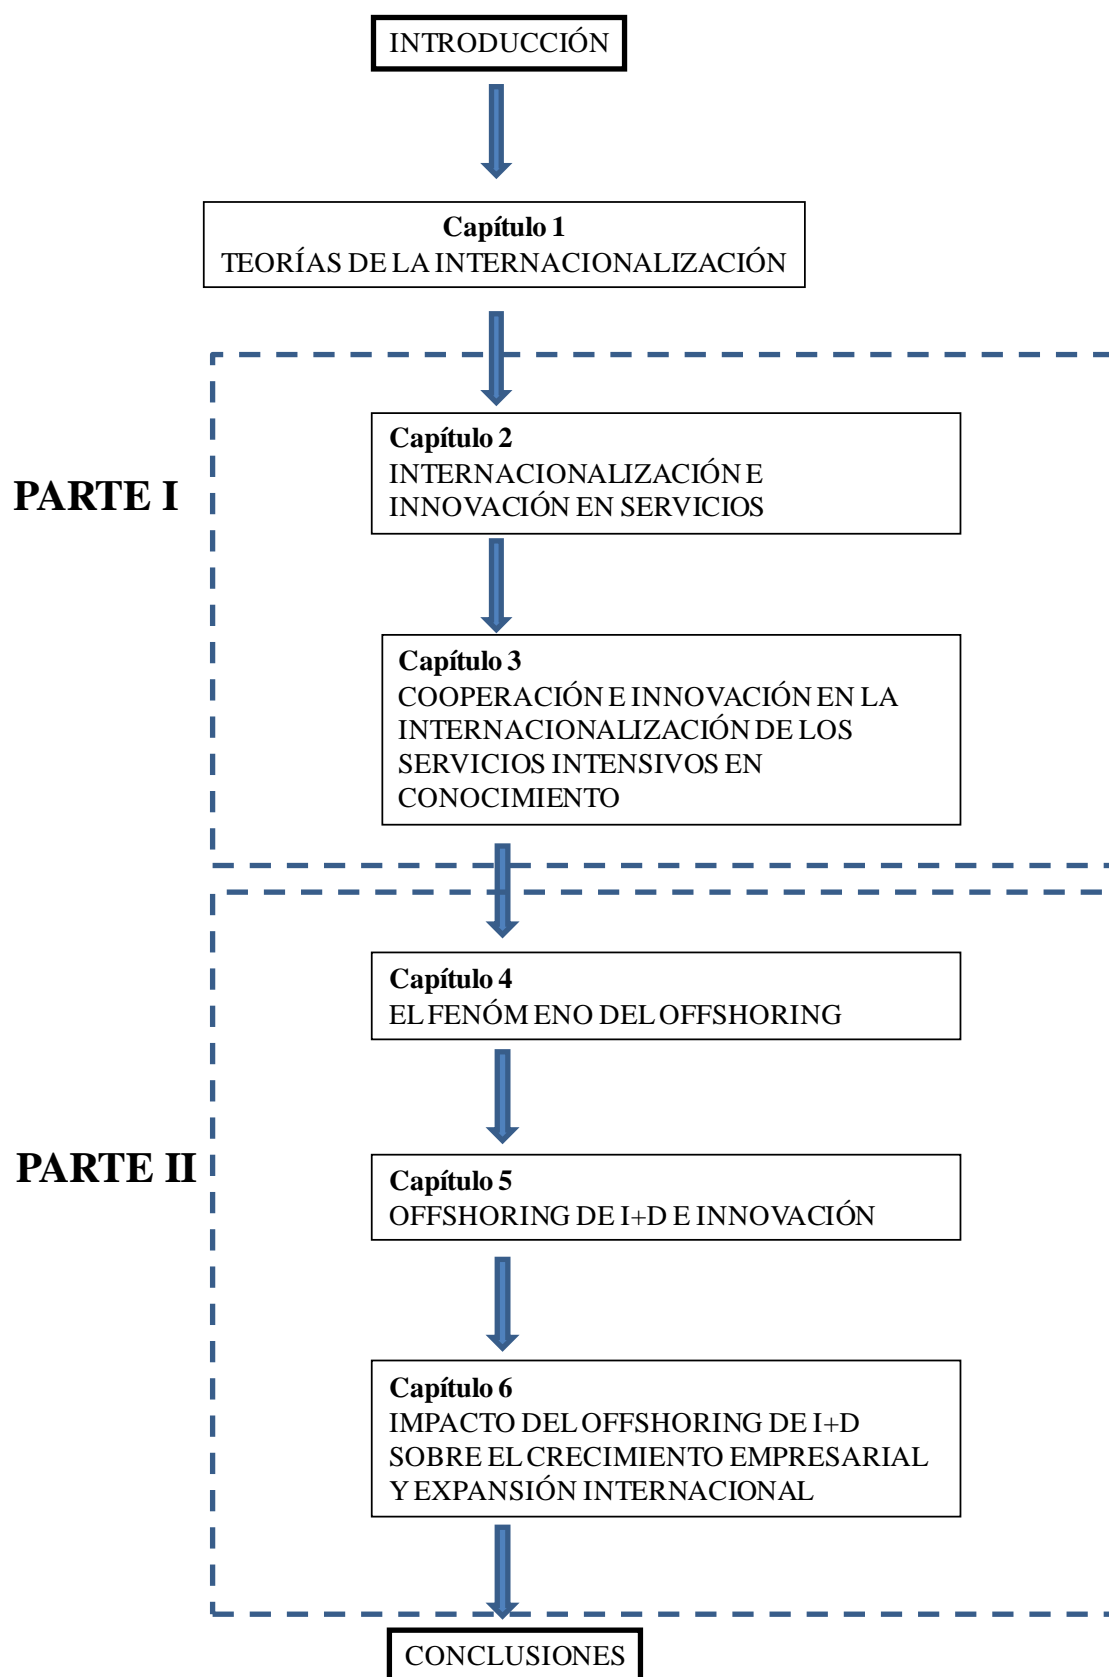 INTRODUCCIÓN
Capítulo 1
TEORÍAS DE LA INTERNACIONALIZACIÓN
PARTE I
Capítulo 2
INTERNACIONALIZACIÓN E
INNOVACIÓN EN SERVICIOS
Capítulo 3
COOPERACIÓN E INNOVACIÓN EN LA
INTERNACIONALIZACIÓN DE LOS
SERVICIOS INTENSIVOS EN
CONOCIMIENTO
PARTE II
Capítulo 4
EL FENÓMENO DEL OFFSHORING
Capítulo 5
OFFSHORING DE I+D E INNOVACIÓN
Capítulo 6
IMPACTO DEL OFFSHORING DE I+D
SOBRE EL CRECIMIENTO EMPRESARIAL
Y EXPANSIÓN INTERNACIONAL
CONCLUSIONES